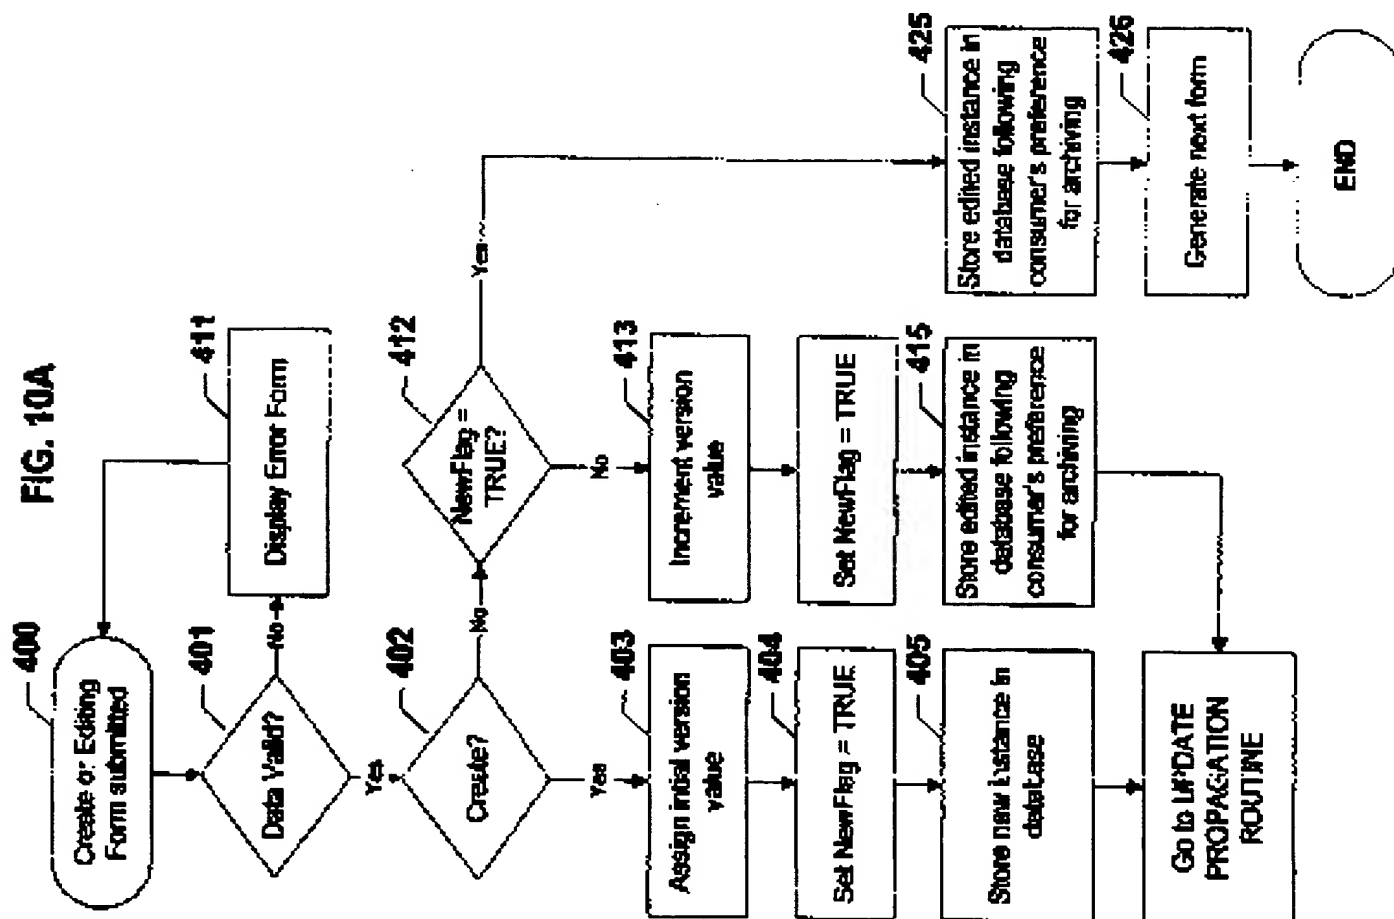 FIG. 10A
400
Create or Editing
Form submitted
401
Data Valid?
No
411
Display Error Form
Yes
402
Create?
No
412
NewFlag =
TRUE?
Yes
Yes
403
Assign initial version
value
404
Set NewFlag = TRUE
405
Store new instance in
database
No
413
Increment version
value
Set NewFlag = TRUE
415
Store edited instance in
database following
consumer's preference
for archiving
Go to UPDATE
PROPAGATION
ROUTINE
425
Store edited instance in
database following
consumer's preference
for archiving
426
Generate next form
END